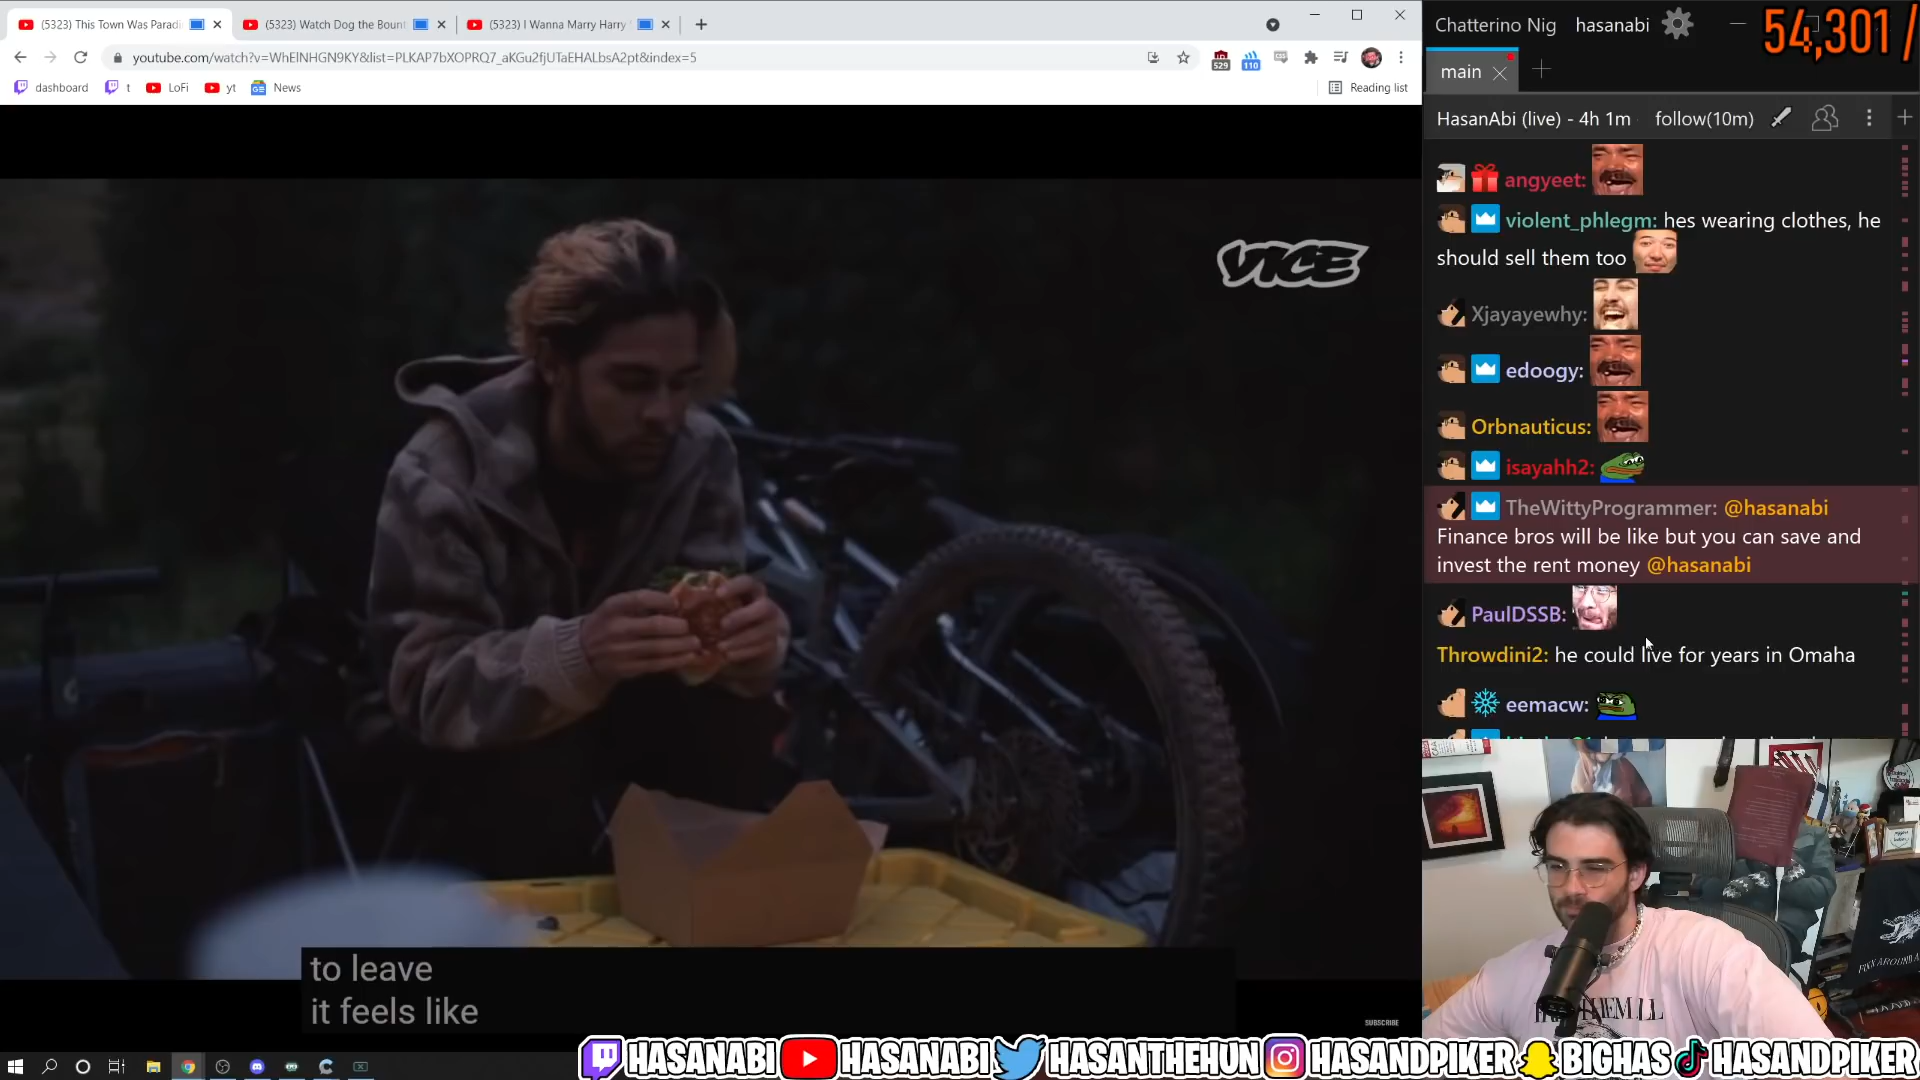 (5323) This Town Was Paradi
(5323) Watch Dog the Bount
(5323) I Wanna Marry Harry
youtube.com/watch?v=WhElNHGN9KY&list=PLKAP7bXOPRQ7_aKGu2fjUTaEHALbsA2pt&index=5
529
110
dashboard
t
LoFi
yt
News
Reading list
VICE
to leave
it feels like
SUBSCRIBE
Chatterino Nig
hasanabi
54,301 /
main
HasanAbi (live) - 4h 1m
follow(10m)
angyeet:
violent_phlegm: hes wearing clothes, he
should sell them too
Xjayayewhy:
edoogy:
Orbnauticus:
isayahh2:
TheWittyProgrammer: @hasanabi
Finance bros will be like but you can save and
invest the rent money @hasanabi
PaulDSSB:
Throwdini2: he could live for years in Omaha
eemacw:
HASANABI
HASANABI
HASANTHEHUN
HASANDPIKER
BIGHAS
HASANDPIKER